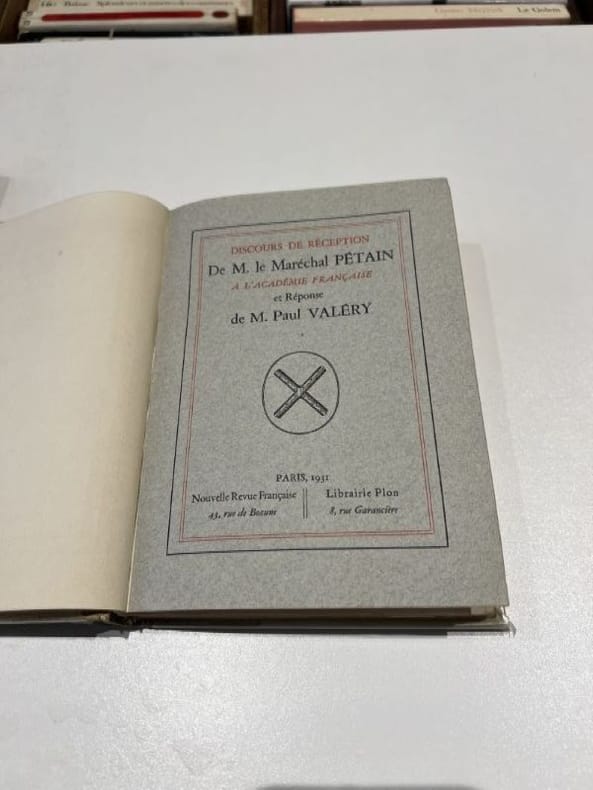 Le Golem
DISCOURS DE RÉCEPTION
De M. le Maréchal PÉTAIN
A L'ACADÉMIE FRANÇAISE
et Réponse
de M. Paul VALÉRY
PARIS, 1931
Nouvelle Revue Française
43, rue de Beaune
Librairie Plon
8, rue Garancière